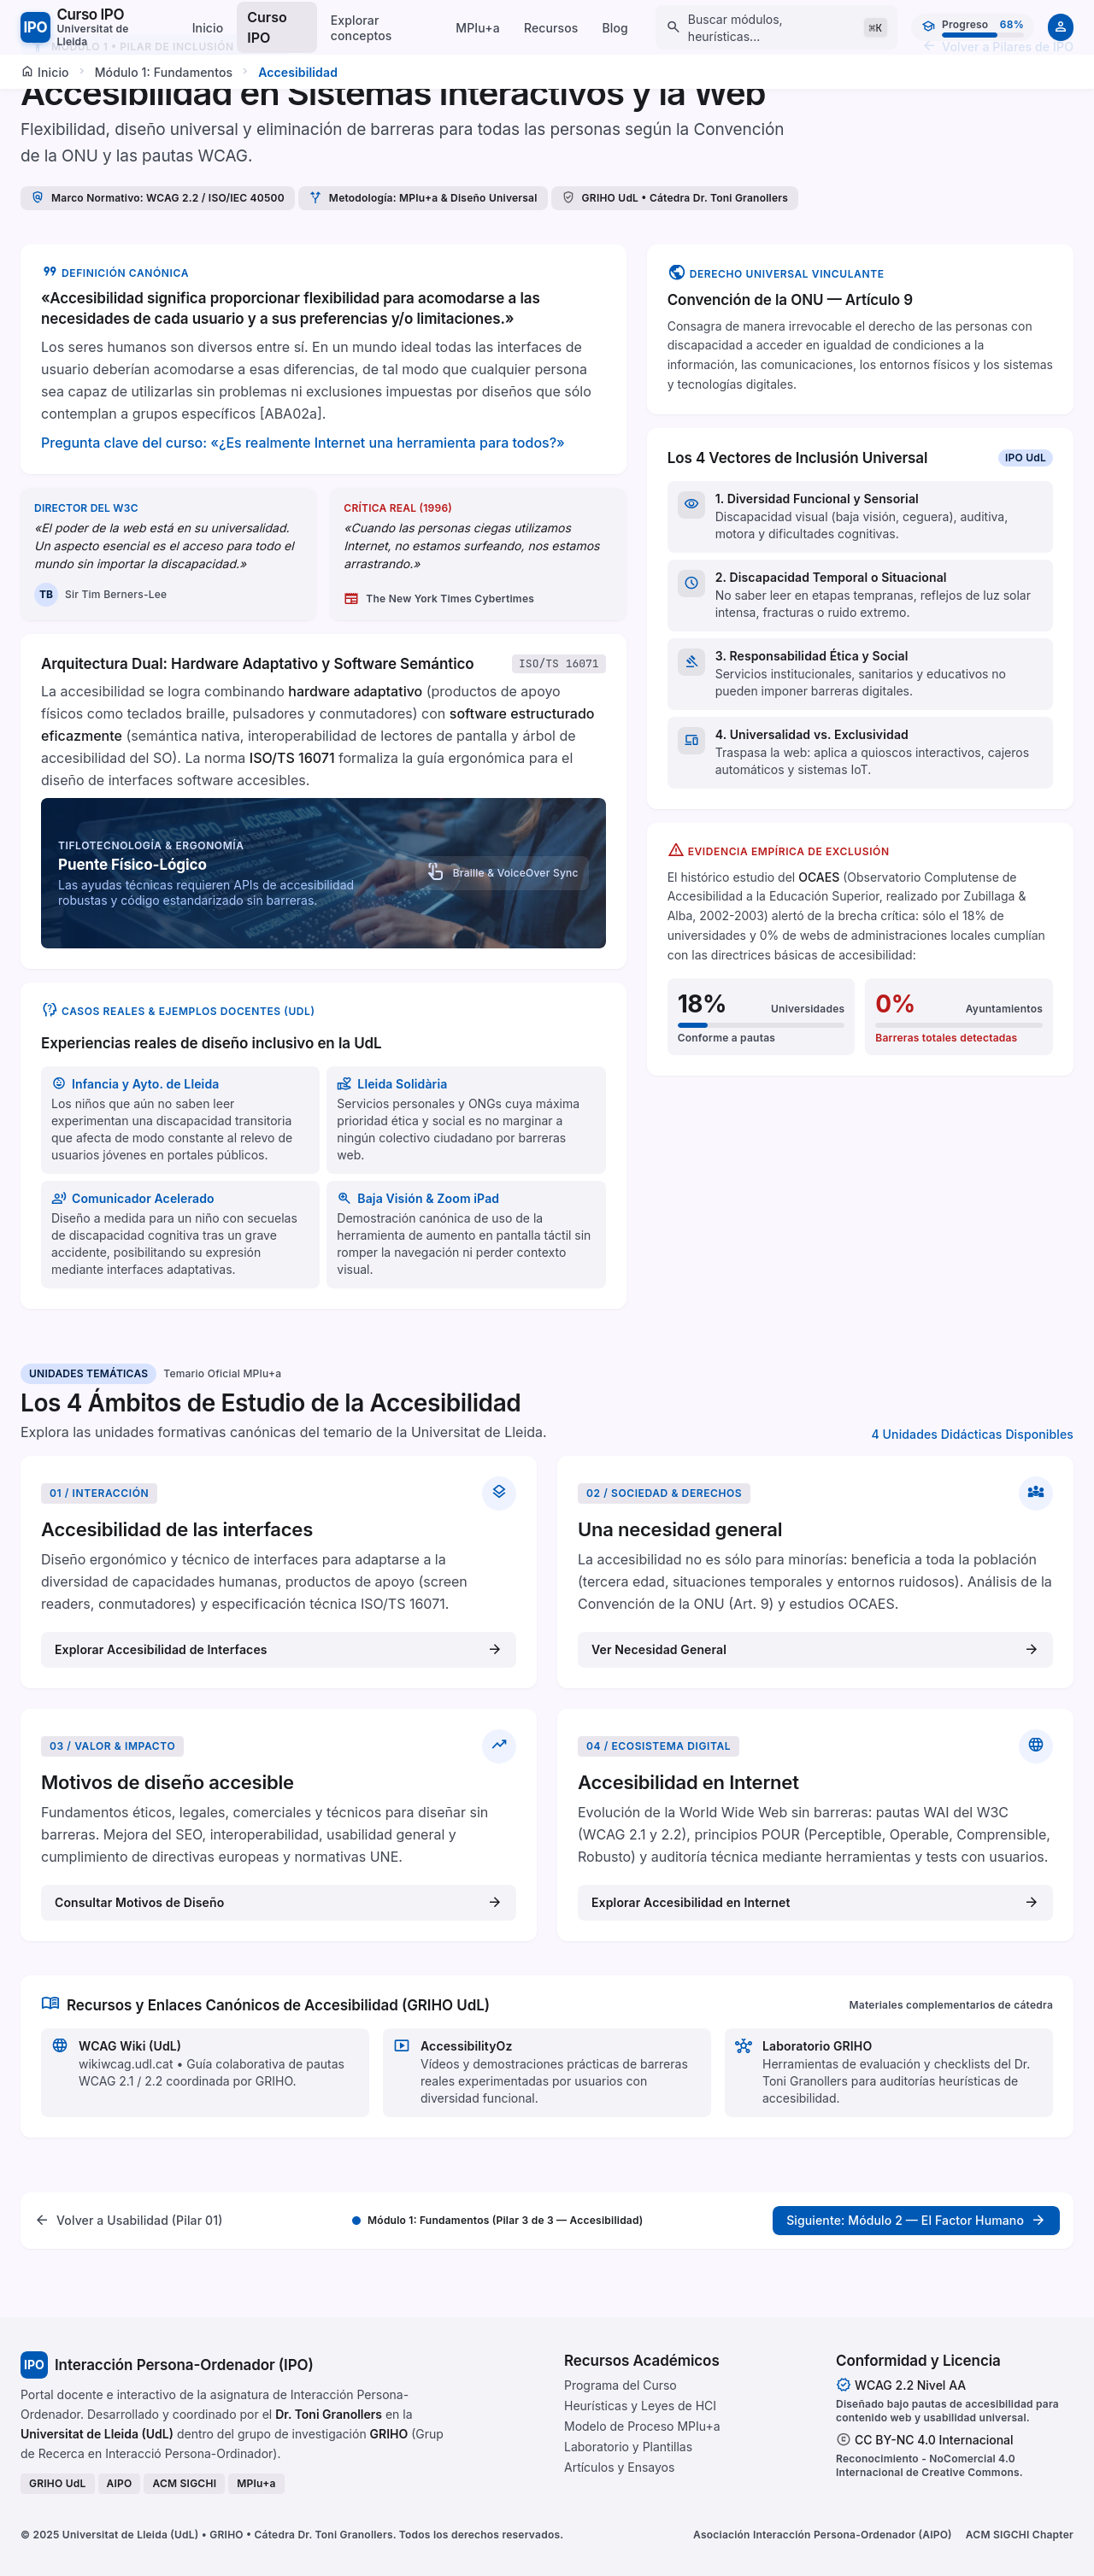 IPO
Curso IPO
Universitat de
Lleida
Inicio
Curso
IPO
Explorar
conceptos
MPIu+a
Recursos
Blog
Buscar módulos,
heurísticas...
⌘K
Progreso 68%
MÓDULO 1 • PILAR DE INCLUSIÓN
Volver a Pilares de IPO
Inicio > Módulo 1: Fundamentos > Accesibilidad
Accesibilidad en Sistemas Interactivos y la Web
Flexibilidad, diseño universal y eliminación de barreras para todas las personas según la Convención
de la ONU y las pautas WCAG.
Marco Normativo: WCAG 2.2 / ISO/IEC 40500
Metodología: MPIu+a & Diseño Universal
GRIHO UdL • Cátedra Dr. Toni Granollers
DEFINICIÓN CANÓNICA
«Accesibilidad significa proporcionar flexibilidad para acomodarse a las
necesidades de cada usuario y a sus preferencias y/o limitaciones.»
Los seres humanos son diversos entre sí. En un mundo ideal todas las interfaces de
usuario deberían acomodarse a esas diferencias, de tal modo que cualquier persona
sea capaz de utilizarlas sin problemas ni exclusiones impuestas por diseños que sólo
contemplan a grupos específicos [ABA02a].
Pregunta clave del curso: «¿Es realmente Internet una herramienta para todos?»
DIRECTOR DEL W3C
«El poder de la web está en su universalidad.
Un aspecto esencial es el acceso para todo el
mundo sin importar la discapacidad.»
TB Sir Tim Berners-Lee
CRÍTICA REAL (1996)
«Cuando las personas ciegas utilizamos
Internet, no estamos surfeando, nos estamos
arrastrando.»
The New York Times Cybertimes
Arquitectura Dual: Hardware Adaptativo y Software Semántico
ISO/TS 16071
La accesibilidad se logra combinando hardware adaptativo (productos de apoyo
físicos como teclados braille, pulsadores y conmutadores) con software estructurado
eficazmente (semántica nativa, interoperabilidad de lectores de pantalla y árbol de
accesibilidad del SO). La norma ISO/TS 16071 formaliza la guía ergonómica para el
diseño de interfaces software accesibles.
CURSO IPO — ACCESIBILIDAD
TIFLOTECNOLOGÍA & ERGONOMÍA
Puente Físico-Lógico
Las ayudas técnicas requieren APIs de accesibilidad
robustas y código estandarizado sin barreras.
Braille & VoiceOver Sync
CASOS REALES & EJEMPLOS DOCENTES (UDL)
Experiencias reales de diseño inclusivo en la UdL
Infancia y Ayto. de Lleida
Los niños que aún no saben leer
experimentan una discapacidad transitoria
que afecta de modo constante al relevo de
usuarios jóvenes en portales públicos.
Lleida Solidària
Servicios personales y ONGs cuya máxima
prioridad ética y social es no marginar a
ningún colectivo ciudadano por barreras
web.
Comunicador Acelerado
Diseño a medida para un niño con secuelas
de discapacidad cognitiva tras un grave
accidente, posibilitando su expresión
mediante interfaces adaptativas.
Baja Visión & Zoom iPad
Demostración canónica de uso de la
herramienta de aumento en pantalla táctil sin
romper la navegación ni perder contexto
visual.
DERECHO UNIVERSAL VINCULANTE
Convención de la ONU — Artículo 9
Consagra de manera irrevocable el derecho de las personas con
discapacidad a acceder en igualdad de condiciones a la
información, las comunicaciones, los entornos físicos y los sistemas
y tecnologías digitales.
Los 4 Vectores de Inclusión Universal
IPO UdL
1. Diversidad Funcional y Sensorial
Discapacidad visual (baja visión, ceguera), auditiva,
motora y dificultades cognitivas.
2. Discapacidad Temporal o Situacional
No saber leer en etapas tempranas, reflejos de luz solar
intensa, fracturas o ruido extremo.
3. Responsabilidad Ética y Social
Servicios institucionales, sanitarios y educativos no
pueden imponer barreras digitales.
4. Universalidad vs. Exclusividad
Traspasa la web: aplica a quioscos interactivos, cajeros
automáticos y sistemas IoT.
EVIDENCIA EMPÍRICA DE EXCLUSIÓN
El histórico estudio del OCAES (Observatorio Complutense de
Accesibilidad a la Educación Superior, realizado por Zubillaga &
Alba, 2002-2003) alertó de la brecha crítica: sólo el 18% de
universidades y 0% de webs de administraciones locales cumplían
con las directrices básicas de accesibilidad:
18% Universidades
Conforme a pautas
0% Ayuntamientos
Barreras totales detectadas
UNIDADES TEMÁTICAS
Temario Oficial MPIu+a
Los 4 Ámbitos de Estudio de la Accesibilidad
Explora las unidades formativas canónicas del temario de la Universitat de Lleida.
4 Unidades Didácticas Disponibles
01 / INTERACCIÓN
Accesibilidad de las interfaces
Diseño ergonómico y técnico de interfaces para adaptarse a la
diversidad de capacidades humanas, productos de apoyo (screen
readers, conmutadores) y especificación técnica ISO/TS 16071.
Explorar Accesibilidad de Interfaces
02 / SOCIEDAD & DERECHOS
Una necesidad general
La accesibilidad no es sólo para minorías: beneficia a toda la población
(tercera edad, situaciones temporales y entornos ruidosos). Análisis de la
Convención de la ONU (Art. 9) y estudios OCAES.
Ver Necesidad General
03 / VALOR & IMPACTO
Motivos de diseño accesible
Fundamentos éticos, legales, comerciales y técnicos para diseñar sin
barreras. Mejora del SEO, interoperabilidad, usabilidad general y
cumplimiento de directivas europeas y normativas UNE.
Consultar Motivos de Diseño
04 / ECOSISTEMA DIGITAL
Accesibilidad en Internet
Evolución de la World Wide Web sin barreras: pautas WAI del W3C
(WCAG 2.1 y 2.2), principios POUR (Perceptible, Operable, Comprensible,
Robusto) y auditoría técnica mediante herramientas y tests con usuarios.
Explorar Accesibilidad en Internet
Recursos y Enlaces Canónicos de Accesibilidad (GRIHO UdL)
Materiales complementarios de cátedra
WCAG Wiki (UdL)
wikiwcag.udl.cat • Guía colaborativa de pautas
WCAG 2.1 / 2.2 coordinada por GRIHO.
AccessibilityOz
Vídeos y demostraciones prácticas de barreras
reales experimentadas por usuarios con
diversidad funcional.
Laboratorio GRIHO
Herramientas de evaluación y checklists del Dr.
Toni Granollers para auditorías heurísticas de
accesibilidad.
Volver a Usabilidad (Pilar 01)
Módulo 1: Fundamentos (Pilar 3 de 3 — Accesibilidad)
Siguiente: Módulo 2 — El Factor Humano
IPO Interacción Persona-Ordenador (IPO)
Portal docente e interactivo de la asignatura de Interacción Persona-
Ordenador. Desarrollado y coordinado por el Dr. Toni Granollers en la
Universitat de Lleida (UdL) dentro del grupo de investigación GRIHO (Grup
de Recerca en Interacció Persona-Ordinador).
GRIHO UdL
AIPO
ACM SIGCHI
MPIu+a
Recursos Académicos
Programa del Curso
Heurísticas y Leyes de HCI
Modelo de Proceso MPIu+a
Laboratorio y Plantillas
Artículos y Ensayos
Conformidad y Licencia
WCAG 2.2 Nivel AA
Diseñado bajo pautas de accesibilidad para
contenido web y usabilidad universal.
CC BY-NC 4.0 Internacional
Reconocimiento - NoComercial 4.0
Internacional de Creative Commons.
© 2025 Universitat de Lleida (UdL) • GRIHO • Cátedra Dr. Toni Granollers. Todos los derechos reservados.
Asociación Interacción Persona-Ordenador (AIPO)
ACM SIGCHI Chapter